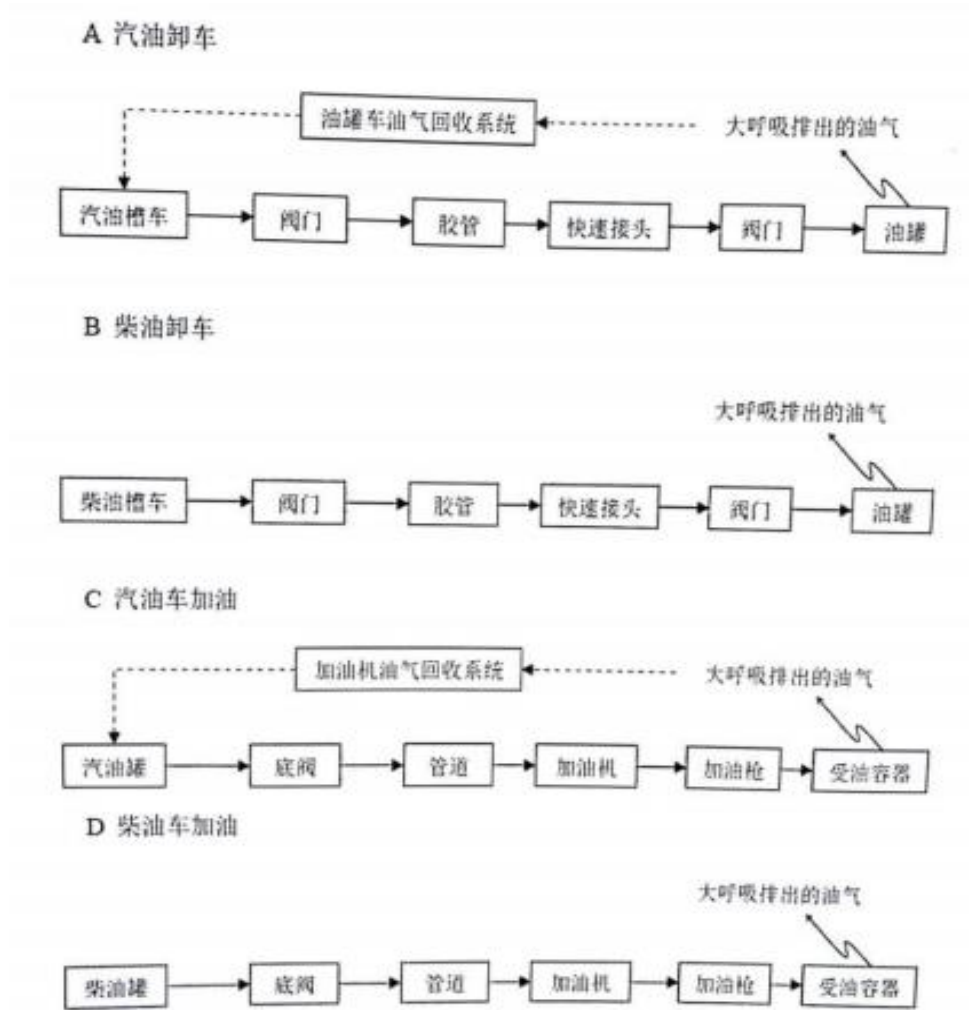 A 汽油卸车
油罐车油气回收系统 大呼吸排出的油气
汽油槽车 阀门 胶管 快速接头 阀门 油罐
B 柴油卸车
大呼吸排出的油气
柴油槽车 阀门 胶管 快速接头 阀门 油罐
C 汽油车加油
加油机油气回收系统 大呼吸排出的油气
汽油罐 底阀 管道 加油机 加油枪 受油容器
D 柴油车加油
大呼吸排出的油气
柴油罐 底阀 管道 加油机 加油枪 受油容器